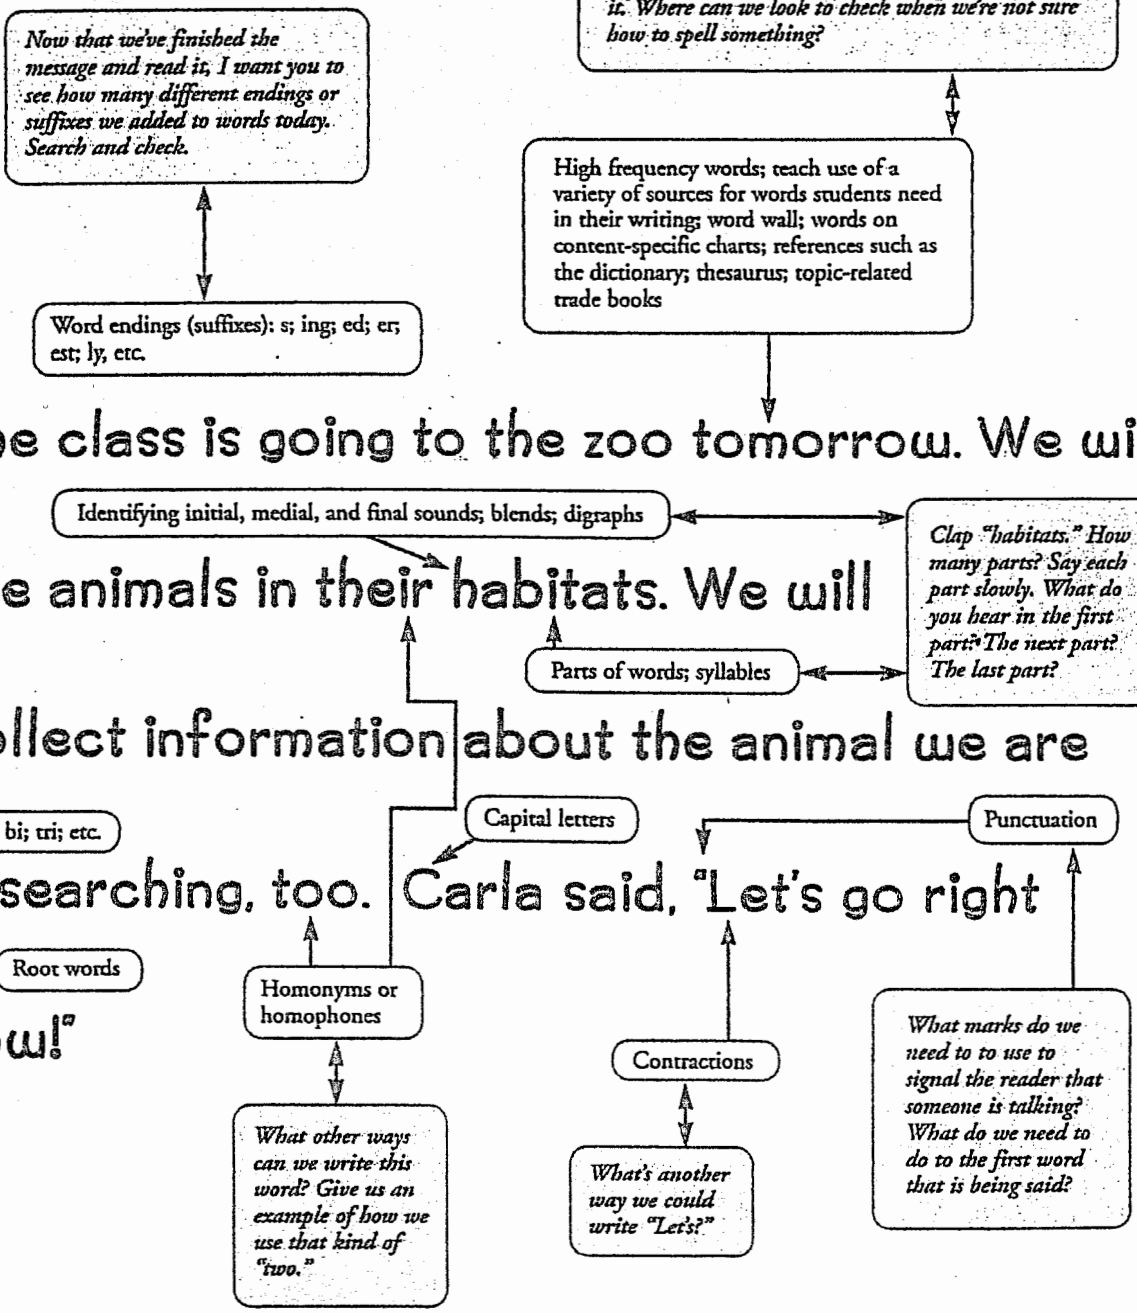 it. Where can we look to check when we're not sure
how to spell something?
Now that we've finished the
message and read it, I want you to
see how many different endings or
suffixes we added to words today.
Search and check.
High frequency words; teach use of a
variety of sources for words students need
in their writing; word wall; words on
content-specific charts; references such as
the dictionary; thesaurus; topic-related
trade books
Word endings (suffixes): s; ing; ed; er;
est; ly, etc.
he class is going to the zoo tomorrow. We wi
Identifying initial, medial, and final sounds; blends; digraphs
Clap "habitats." How
many parts? Say each
part slowly. What do
you hear in the first
part? The next part?
The last part?
e animals in their habitats. We will
Parts of words; syllables
ollect information about the animal we are
bi; tri; etc.
Capital letters
Punctuation
searching, too. Carla said, "Let's go right
Root words
ow!"
Homonyms or
homophones
What other ways
can we write this
word? Give us an
example of how we
use that kind of
"two."
Contractions
What's another
way we could
write "Let's?"
What marks do we
need to to use to
signal the reader that
someone is talking?
What do we need to
do to the first word
that is being said?